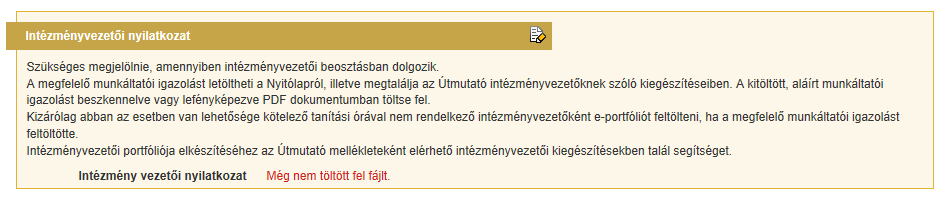 Intézményvezetői nyilatkozat
Szükséges megjelölnie, amennyiben intézményvezetői beosztásban dolgozik.
A megfelelő munkáltatói igazolást letöltheti a Nyitólapról, illetve megtalálja az Útmutató intézményvezetőknek szóló kiegészítéseiben. A kitöltött, aláírt munkáltatói
igazolást beszkennelve vagy lefényképezve PDF dokumentumban töltse fel.
Kizárólag abban az esetben van lehetősége kötelező tanítási órával nem rendelkező intézményvezetőként e-portfóliót feltölteni, ha a megfelelő munkáltatói igazolást
feltöltötte.
Intézményvezetői portfóliója elkészítéséhez az Útmutató mellékleteként elérhető intézményvezetői kiegészítésekben talál segítséget.
Intézmény vezetői nyilatkozat Még nem töltött fel fájlt.